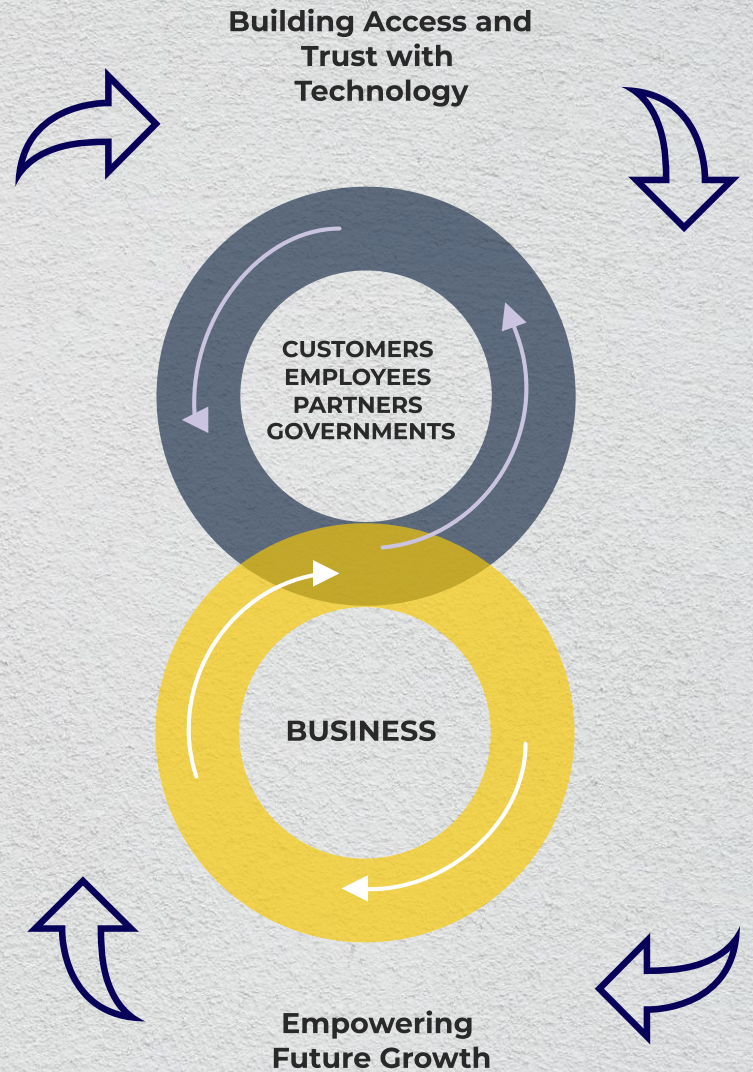 Building Access and
Trust with
Technology
CUSTOMERS
EMPLOYEES
PARTNERS
GOVERNMENTS
BUSINESS
Empowering
Future Growth